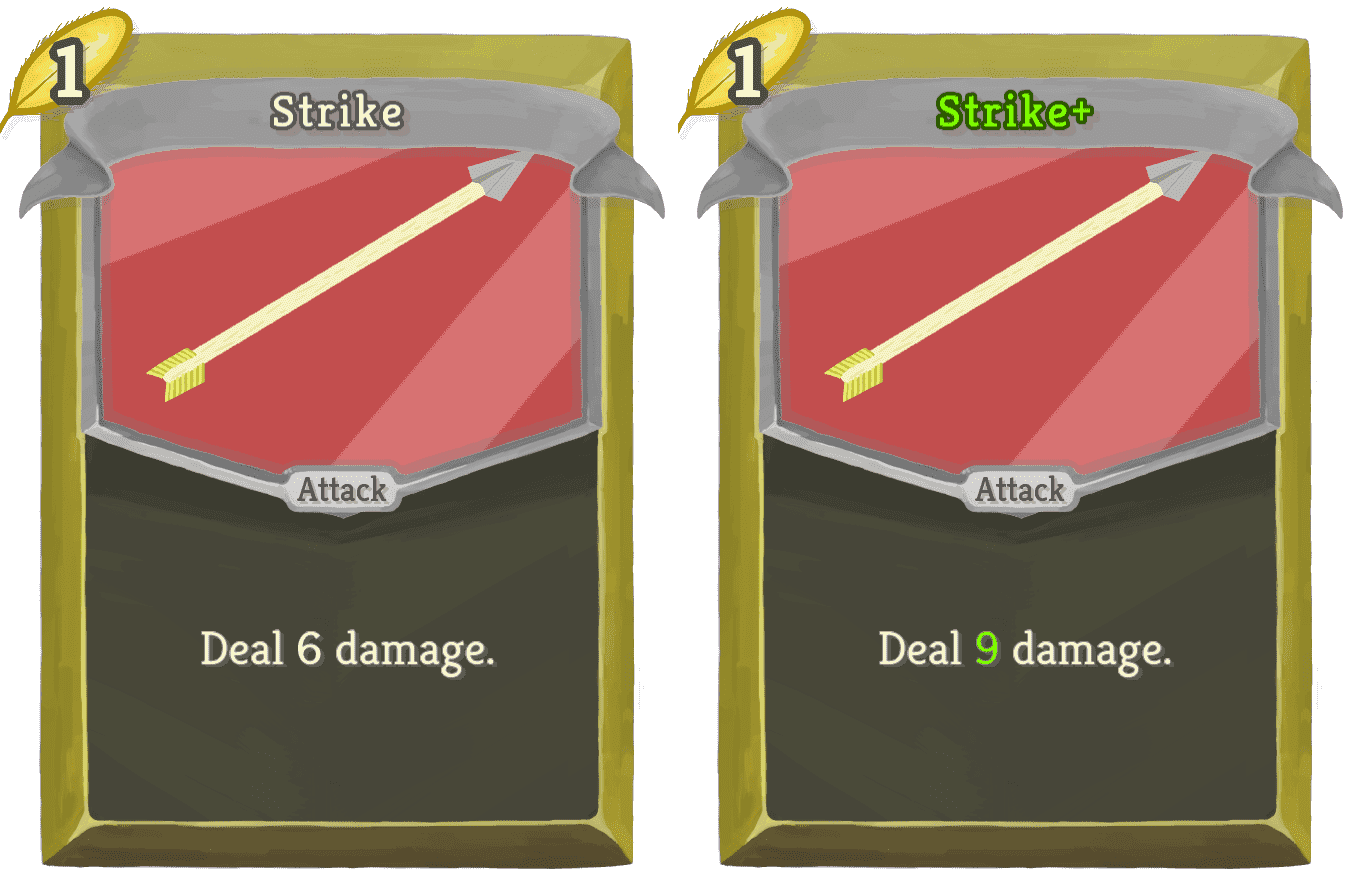 1
Strike
Attack
Deal 6 damage.
1
Strike+
Attack
Deal 9 damage.